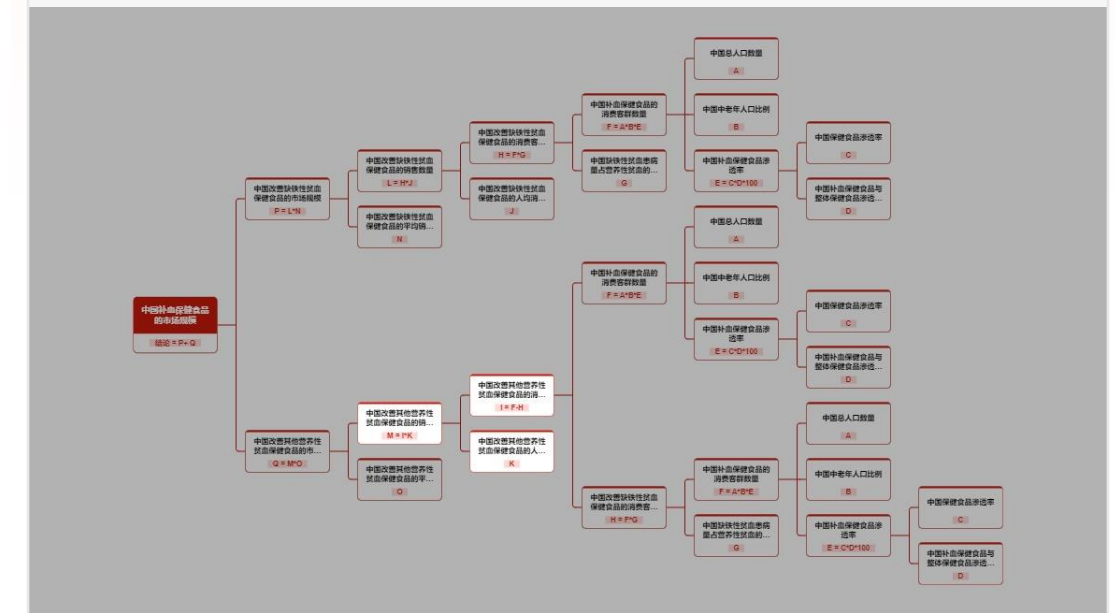 中国总人口数量
A
中国补血保健食品的
消费客群数量
F = A*B*E
中国中老年人口比例
B
中国改善缺铁性贫血
保健食品的消费客...
H = F*G
中国保健食品渗透率
C
中国改善缺铁性贫血
保健食品的销售数量
L = H*J
中国缺铁性贫血患病
量占营养性贫血的...
G
中国补血保健食品渗
透率
E = C*D*100
中国改善缺铁性贫血
保健食品的市场规模
P = L*N
中国改善缺铁性贫血
保健食品的人均消...
J
中国补血保健食品与
整体保健食品渗透...
D
中国改善缺铁性贫血
保健食品的平均销...
N
中国总人口数量
A
中国补血保健食品的
消费客群数量
F = A*B*E
中国中老年人口比例
B
中国补血保健食品
的市场规模
结论 = P+ Q
中国保健食品渗透率
C
中国补血保健食品渗
透率
E = C*D*100
中国补血保健食品与
整体保健食品渗透...
D
中国改善其他营养性
贫血保健食品的消...
I = F-H
中国改善其他营养性
贫血保健食品的销...
M = I*K
中国总人口数量
A
中国改善其他营养性
贫血保健食品的市...
Q = M*O
中国改善其他营养性
贫血保健食品的人...
K
中国补血保健食品的
消费客群数量
F = A*B*E
中国中老年人口比例
B
中国改善其他营养性
贫血保健食品的平...
O
中国改善缺铁性贫血
保健食品的消费客...
H = F*G
中国保健食品渗透率
C
中国缺铁性贫血患病
量占营养性贫血的...
G
中国补血保健食品渗
透率
E = C*D*100
中国补血保健食品与
整体保健食品渗透...
D